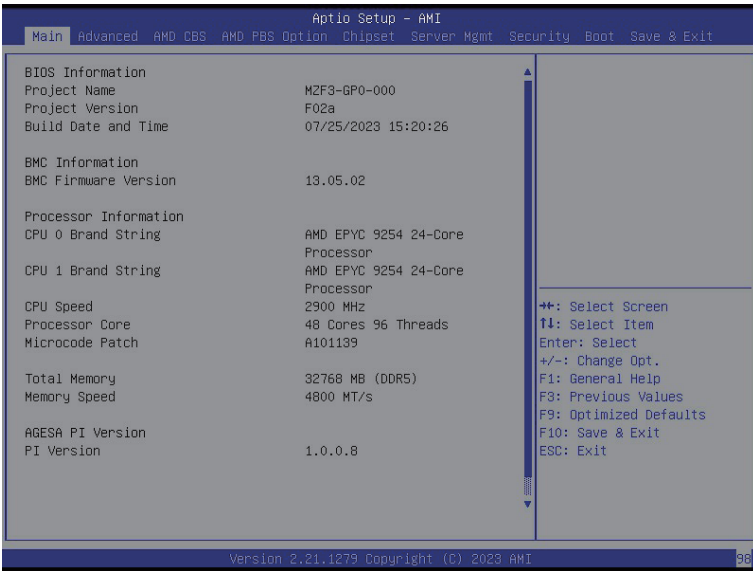 Aptio Setup – AMI
Main Advanced AMD CBS AMD PBS Option Chipset Server Mgmt Security Boot Save & Exit
BIOS Information
Project Name MZF3-GP0-000
Project Version F02a
Build Date and Time 07/25/2023 15:20:26
BMC Information
BMC Firmware Version 13.05.02
Processor Information
CPU 0 Brand String AMD EPYC 9254 24-Core
Processor
CPU 1 Brand String AMD EPYC 9254 24-Core
Processor
CPU Speed 2900 MHz
Processor Core 48 Cores 96 Threads
Microcode Patch A101139
Total Memory 32768 MB (DDR5)
Memory Speed 4800 MT/s
AGESA PI Version
PI Version 1.0.0.8
→←: Select Screen
↑↓: Select Item
Enter: Select
+/-: Change Opt.
F1: General Help
F3: Previous Values
F9: Optimized Defaults
F10: Save & Exit
ESC: Exit
Version 2.21.1279 Copyright (C) 2023 AMI
98